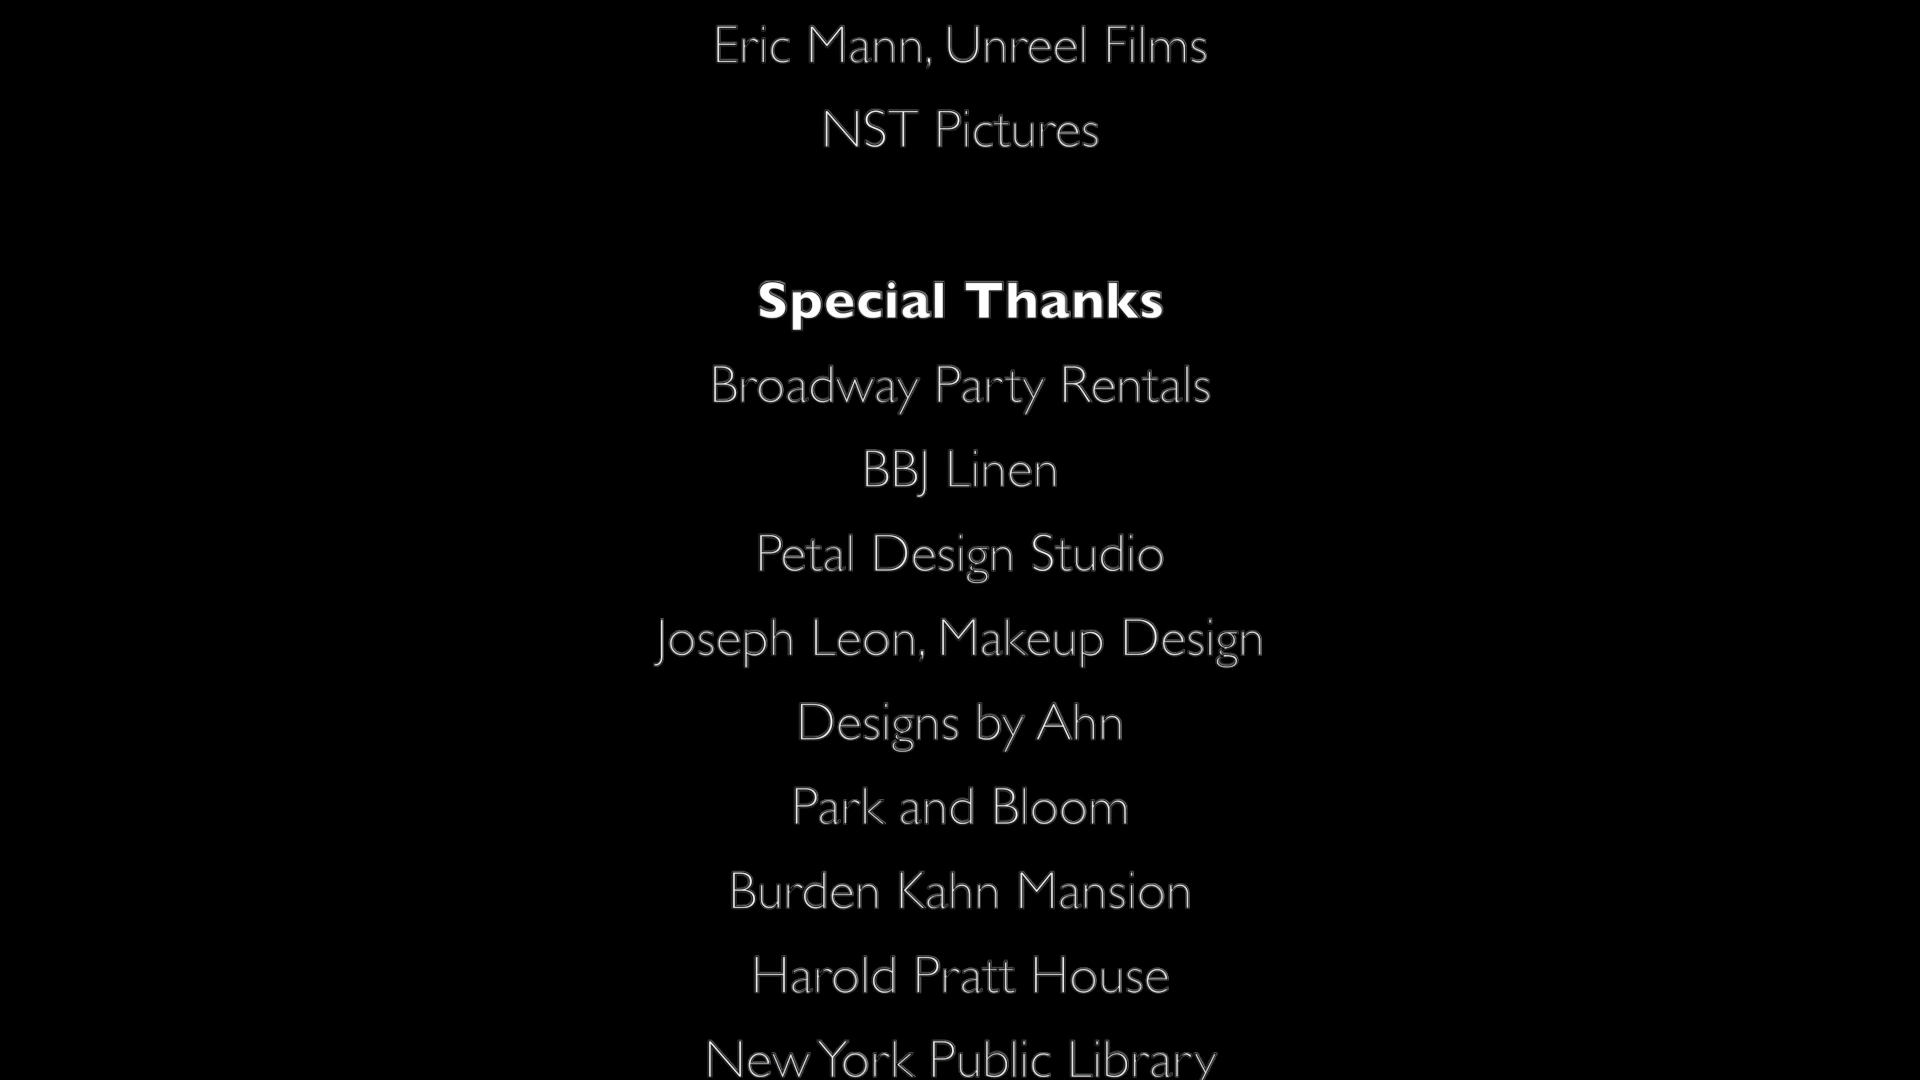 Eric Mann, Unreel Films
NST Pictures
Special Thanks
Broadway Party Rentals
BBJ Linen
Petal Design Studio
Joseph Leon, Makeup Design
Designs by Ahn
Park and Bloom
Burden Kahn Mansion
Harold Pratt House
New York Public Library